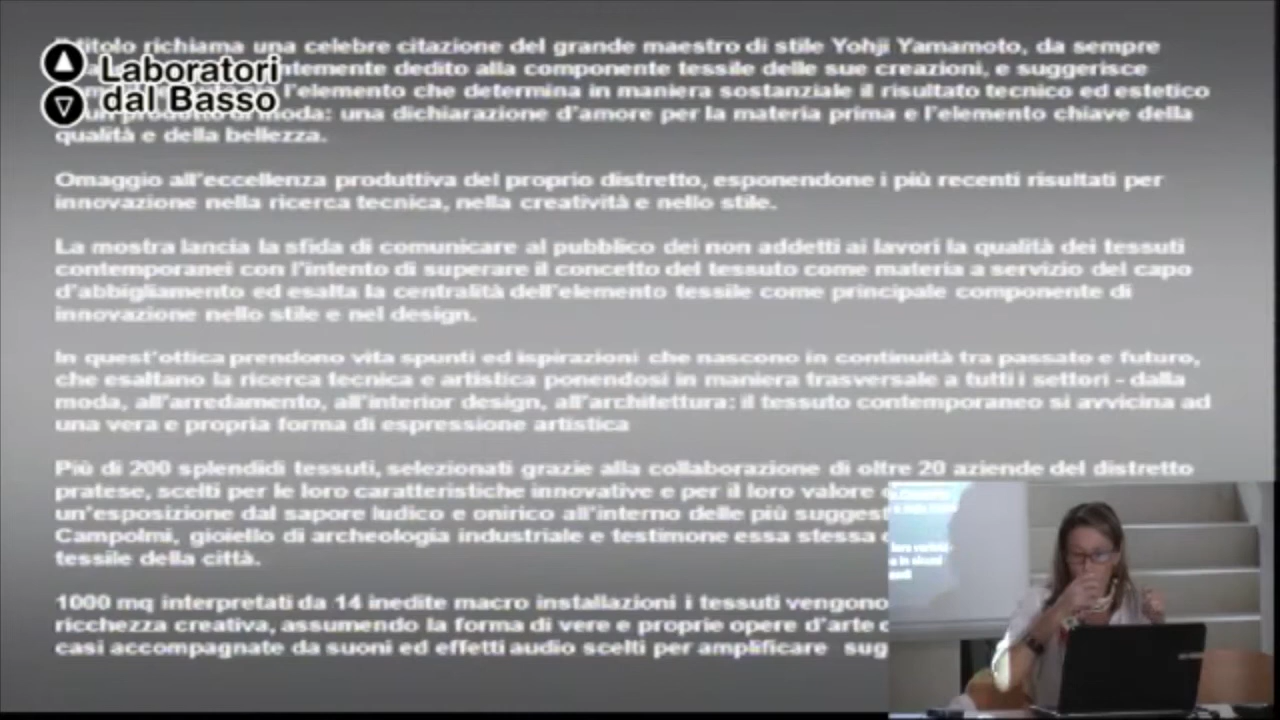 Laboratori
dal Basso
titolo richiama una celebre citazione del grande maestro di stile Yohji Yamamoto, da sempre
ntemente dedito alla componente tessile delle sue creazioni, e suggerisce
l'elemento che determina in maniera sostanziale il risultato tecnico ed estetico
moda: una dichiarazione d'amore per la materia prima e l'elemento chiave della
qualità e della bellezza.
Omaggio all'eccellenza produttiva del proprio distretto, esponendone i più recenti risultati per
innovazione nella ricerca tecnica, nella creatività e nello stile.
La mostra lancia la sfida di comunicare al pubblico dei non addetti ai lavori la qualità dei tessuti
contemporanei con l'intento di superare il concetto del tessuto come materia a servizio del capo
d'abbigliamento ed esalta la centralità dell'elemento tessile come principale componente di
innovazione nello stile e nel design.
In quest'ottica prendono vita spunti ed ispirazioni che nascono in continuità tra passato e futuro,
che esaltano la ricerca tecnica e artistica ponendosi in maniera trasversale a tutti i settori - dalla
moda, all'arredamento, all'interior design, all'architettura: il tessuto contemporaneo si avvicina ad
una vera e propria forma di espressione artistica
Più di 200 splendidi tessuti, selezionati grazie alla collaborazione di oltre 20 aziende del distretto
pratese, scelti per le loro caratteristiche innovative e per il loro valore
un'esposizione dal sapore ludico e onirico all'interno delle più suggest
Campolmi, gioiello di archeologia industriale e testimone essa stessa
tessile della città.
1000 mq interpretati da 14 inedite macro installazioni i tessuti vengono
ricchezza creativa, assumendo la forma di vere e proprie opere d'arte
casi accompagnate da suoni ed effetti audio scelti per amplificare sug